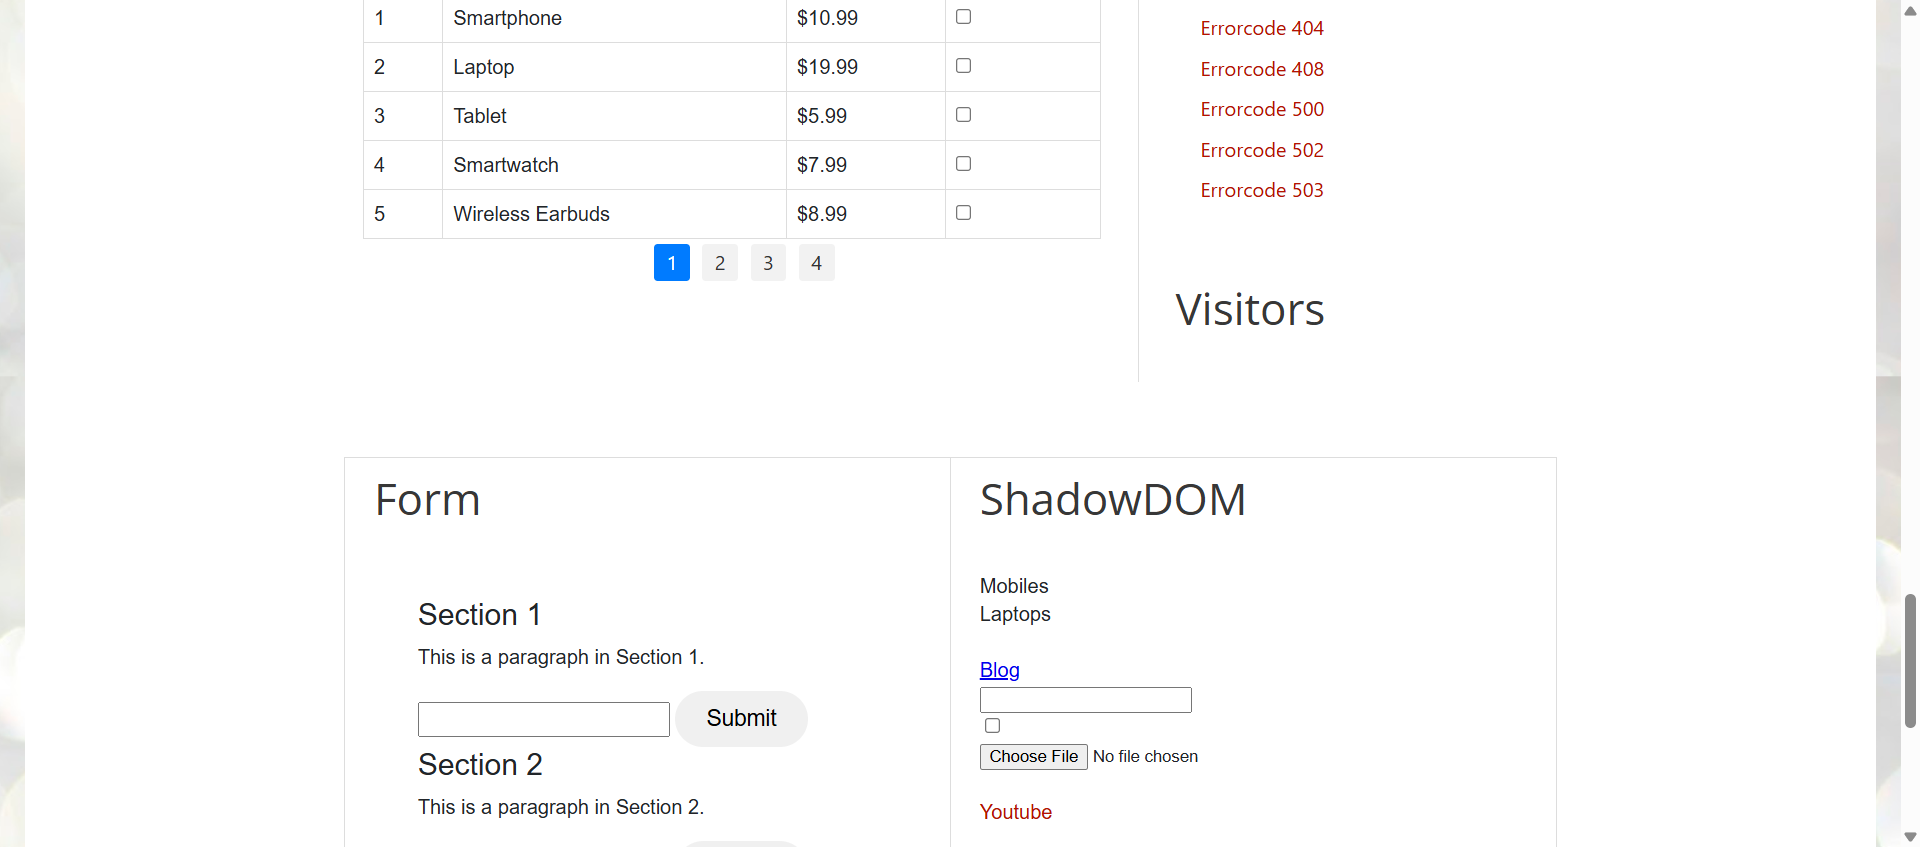 1 Smartphone $10.99
2 Laptop $19.99
3 Tablet $5.99
4 Smartwatch $7.99
5 Wireless Earbuds $8.99
1 2 3 4
Errorcode 404
Errorcode 408
Errorcode 500
Errorcode 502
Errorcode 503
Visitors
Form
Section 1
This is a paragraph in Section 1.
Submit
Section 2
This is a paragraph in Section 2.
ShadowDOM
Mobiles
Laptops
Blog
Choose File No file chosen
Youtube